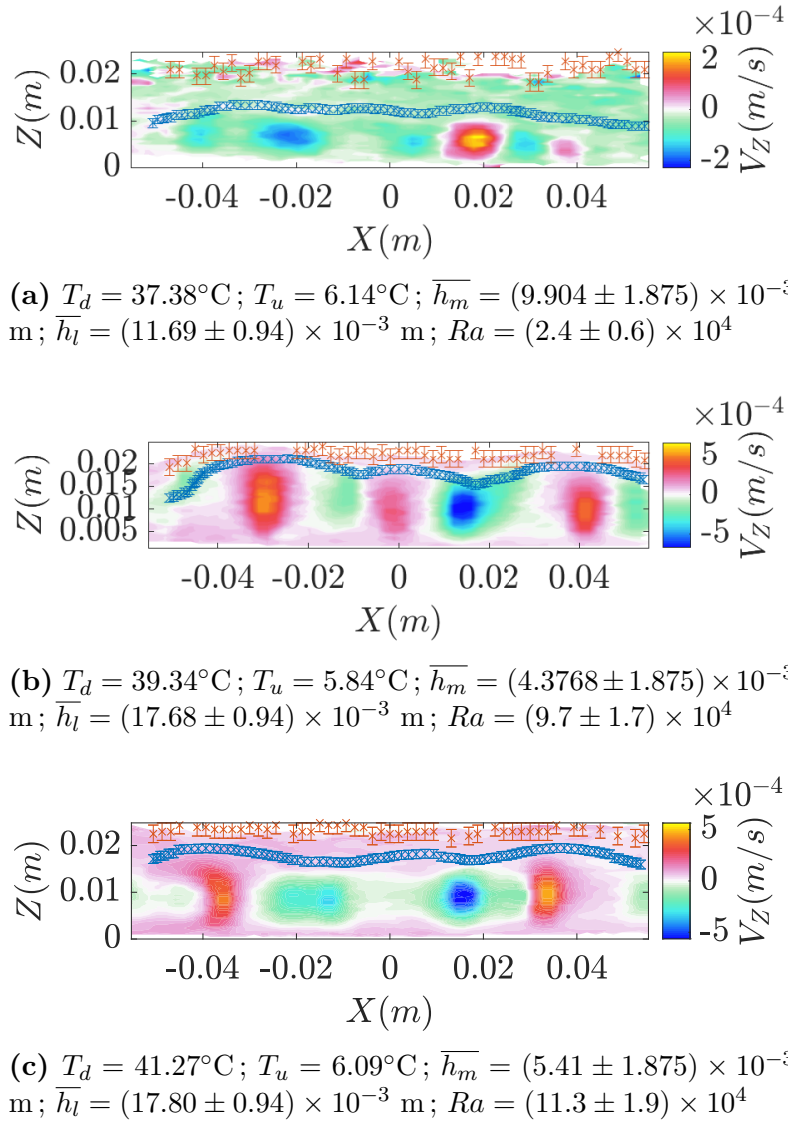 ×10⁻⁴
Z(m)
0.02
0.01
0
2
0
-2
V_Z(m/s)
-0.04 -0.02 0 0.02 0.04
X(m)
(a) T_d = 37.38°C ; T_u = 6.14°C ; \overline{h_m} = (9.904 ± 1.875) × 10⁻³
m ; \overline{h_l} = (11.69 ± 0.94) × 10⁻³ m ; Ra = (2.4 ± 0.6) × 10⁴
×10⁻⁴
Z(m)
0.02
0.015
0.01
0.005
5
0
-5
V_Z(m/s)
-0.04 -0.02 0 0.02 0.04
X(m)
(b) T_d = 39.34°C ; T_u = 5.84°C ; \overline{h_m} = (4.3768 ± 1.875) × 10⁻³
m ; \overline{h_l} = (17.68 ± 0.94) × 10⁻³ m ; Ra = (9.7 ± 1.7) × 10⁴
×10⁻⁴
Z(m)
0.02
0.01
0
5
0
-5
V_Z(m/s)
-0.04 -0.02 0 0.02 0.04
X(m)
(c) T_d = 41.27°C ; T_u = 6.09°C ; \overline{h_m} = (5.41 ± 1.875) × 10⁻³
m ; \overline{h_l} = (17.80 ± 0.94) × 10⁻³ m ; Ra = (11.3 ± 1.9) × 10⁴